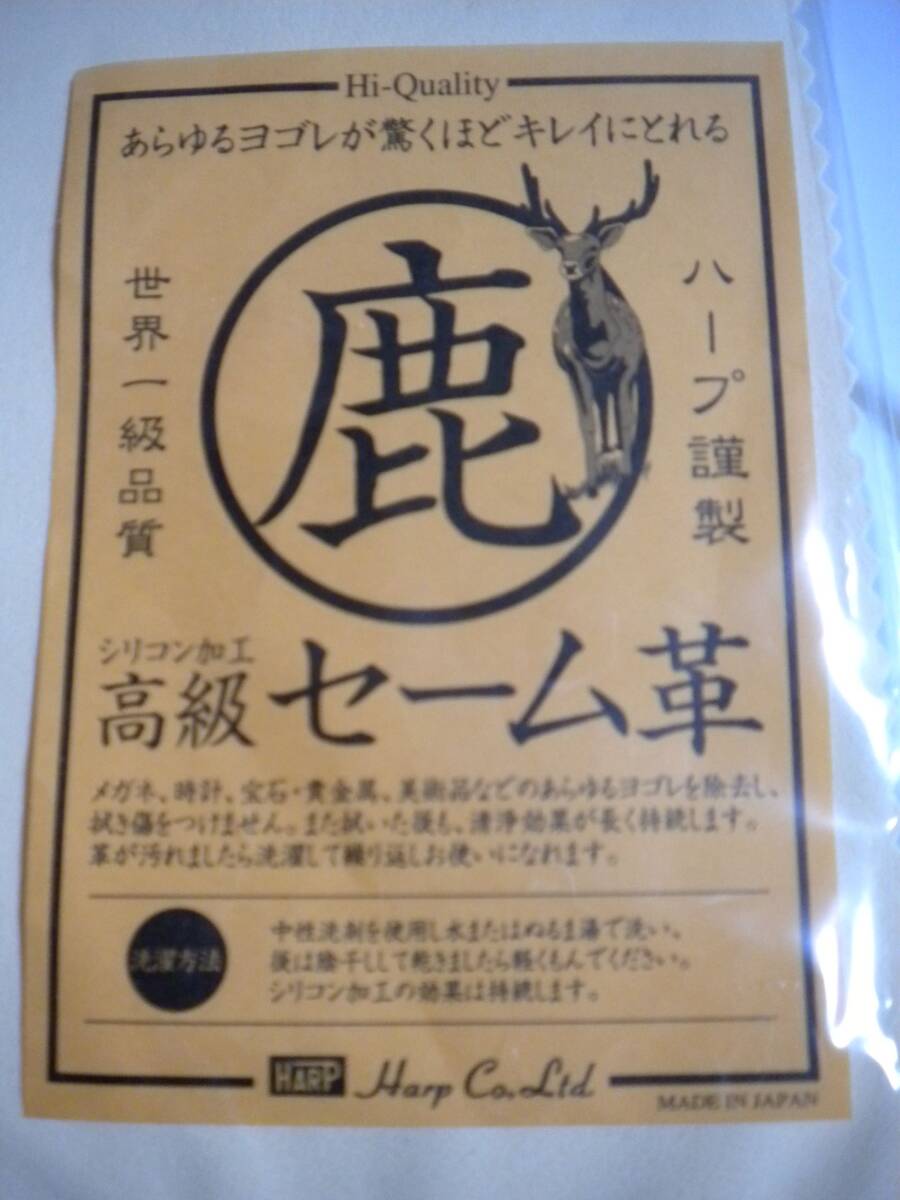 Hi-Quality
あらゆるヨゴレが驚くほどキレイにとれる
ハープ謹製
鹿
世界一級品質
シリコン加工
高級セーム革
メガネ、時計、宝石・貴金属、美術品などのあらゆるヨゴレを除去し、
拭き傷をつけません。また拭いた後も、清浄効果が長く持続します。
革が汚れましたら洗濯して繰り返しお使いになれます。
洗濯方法
中性洗剤を使用し水またはぬるま湯で洗い、
後は陰干しして乾きましたら軽くもんでください。
シリコン加工の効果は持続します。
HARP Harp Co.Ltd
MADE IN JAPAN